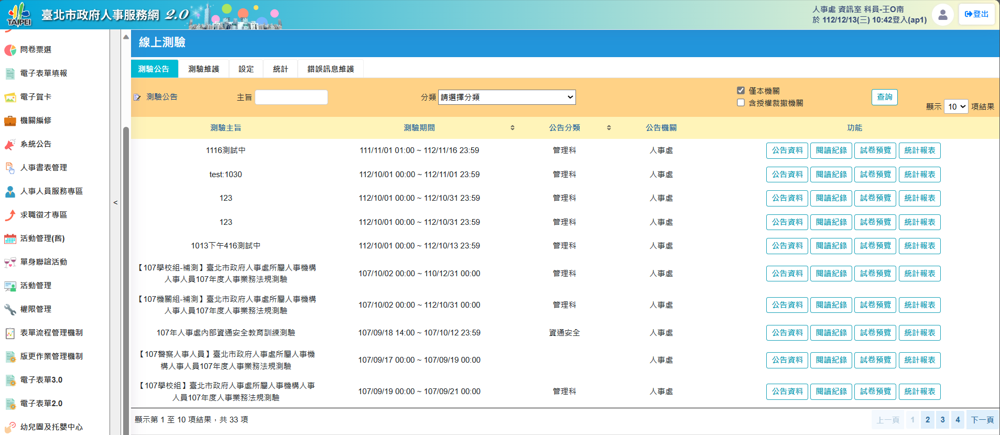 TAIPEI
臺北市政府人事服務網 2.0
人事處 資訊室 科員-王O南
於 112/12/13(三) 10:42登入(ap1)
登出
問卷票選
電子表單填報
電子賀卡
機關編修
系統公告
人事書表管理
人事人員服務專區
求職徵才專區
活動管理(舊)
單身聯誼活動
活動管理
權限管理
表單流程管理機制
版更作業管理機制
電子表單3.0
電子表單2.0
幼兒園及托嬰中心
<
線上測驗
測驗公告 測驗維護 設定 統計 錯誤訊息維護
測驗公告 主旨 分類 請選擇分類
僅本機關
含授權裁撤機關
查詢
顯示 10 項結果
測驗主旨 測驗期間 公告分類 公告機關 功能
1116測試中 111/11/01 01:00 ~ 112/11/16 23:59 管理科 人事處 公告資料 閱讀紀錄 試卷預覽 統計報表
test:1030 112/10/01 00:00 ~ 112/11/01 23:59 管理科 人事處 公告資料 閱讀紀錄 試卷預覽 統計報表
123 112/10/01 00:00 ~ 112/10/31 23:59 管理科 人事處 公告資料 閱讀紀錄 試卷預覽 統計報表
123 112/10/01 00:00 ~ 112/10/31 23:59 管理科 人事處 公告資料 閱讀紀錄 試卷預覽 統計報表
1013下午416測試中 112/10/01 00:00 ~ 112/10/13 23:59 管理科 人事處 公告資料 閱讀紀錄 試卷預覽 統計報表
【107學校組-補測】臺北市政府人事處所屬人事機構
人事人員107年度人事業務法規測驗 107/10/02 00:00 ~ 110/12/31 00:00 管理科 人事處 公告資料 閱讀紀錄 試卷預覽 統計報表
【107機關組-補測】臺北市政府人事處所屬人事機構
人事人員107年度人事業務法規測驗 107/10/02 00:00 ~ 112/10/31 00:00 管理科 人事處 公告資料 閱讀紀錄 試卷預覽 統計報表
107年人事處內部資通安全教育訓練測驗 107/09/18 14:00 ~ 107/10/12 23:59 資通安全 人事處 公告資料 閱讀紀錄 試卷預覽 統計報表
【107警察人事人員】臺北市政府人事處所屬人事機
構人事人員107年度人事業務法規測驗 107/09/17 00:00 ~ 107/09/19 00:00 人事處 公告資料 閱讀紀錄 試卷預覽 統計報表
【107學校組】臺北市政府人事處所屬人事機構人事
人員107年度人事業務法規測驗 107/09/19 00:00 ~ 107/09/21 00:00 管理科 人事處 公告資料 閱讀紀錄 試卷預覽 統計報表
顯示第 1 至 10 項結果，共 33 項
上一頁 1 2 3 4 下一頁